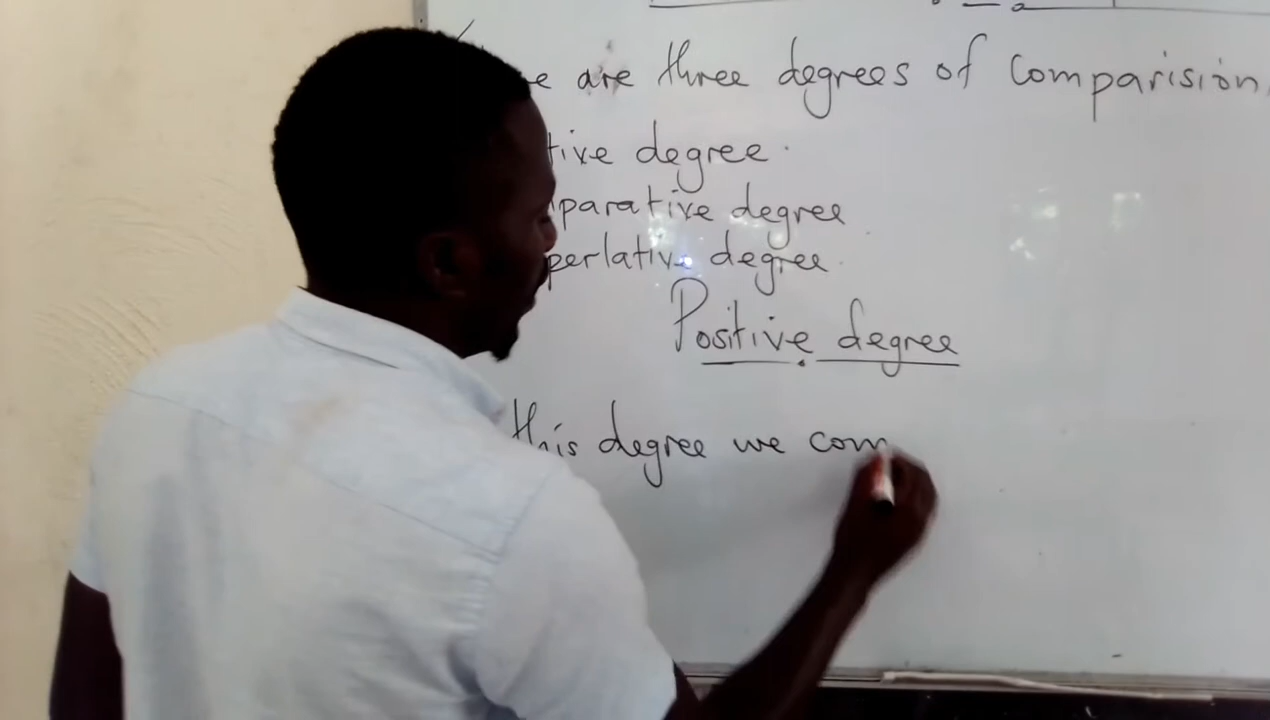 e are three degrees of Comparision.
tive degree.
parative degree
perlative degree.
Positive degree
this degree we com